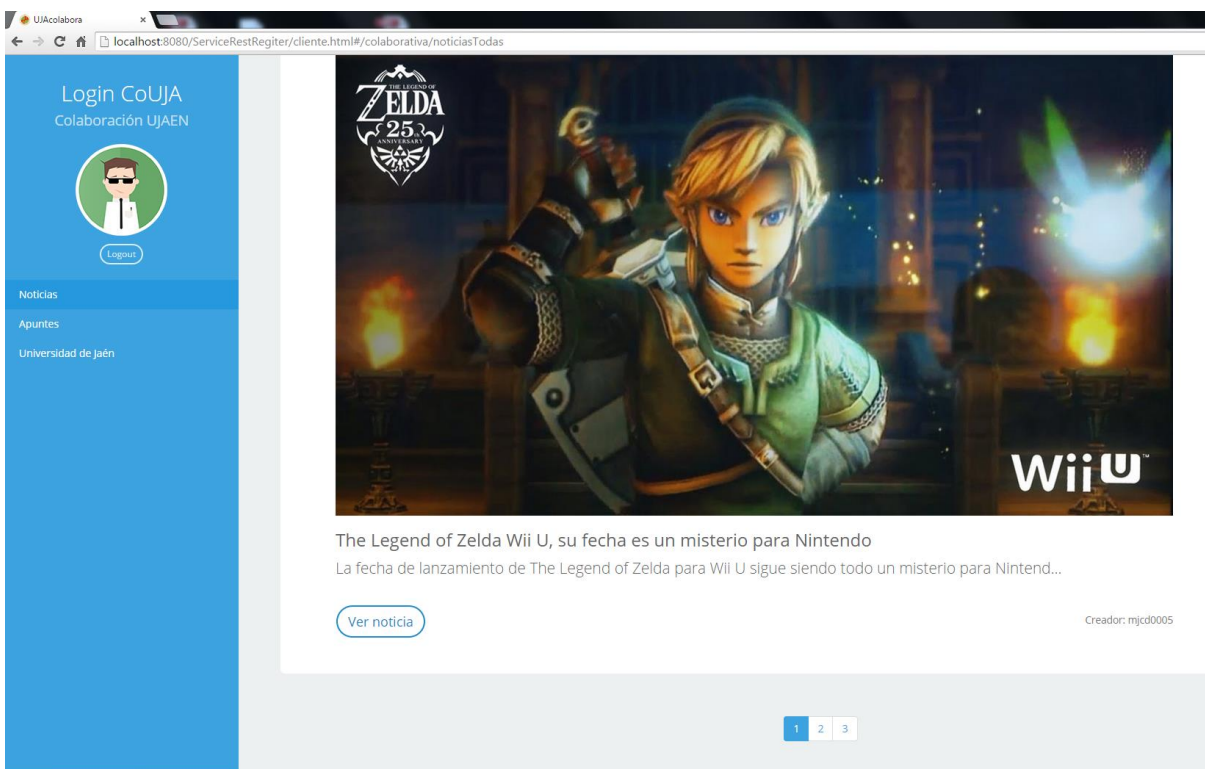 UJAcolabora
localhost:8080/ServiceRestRegiter/cliente.html#/colaborativa/noticiasTodas
Login CoUJA
Colaboración UJAEN
Logout
Noticias
Apuntes
Universidad de Jaén
THE LEGEND OF
ZELDA
25th
ANNIVERSARY
Wii U™
The Legend of Zelda Wii U, su fecha es un misterio para Nintendo
La fecha de lanzamiento de The Legend of Zelda para Wii U sigue siendo todo un misterio para Nintend...
Ver noticia
Creador: mjcd0005
1 2 3